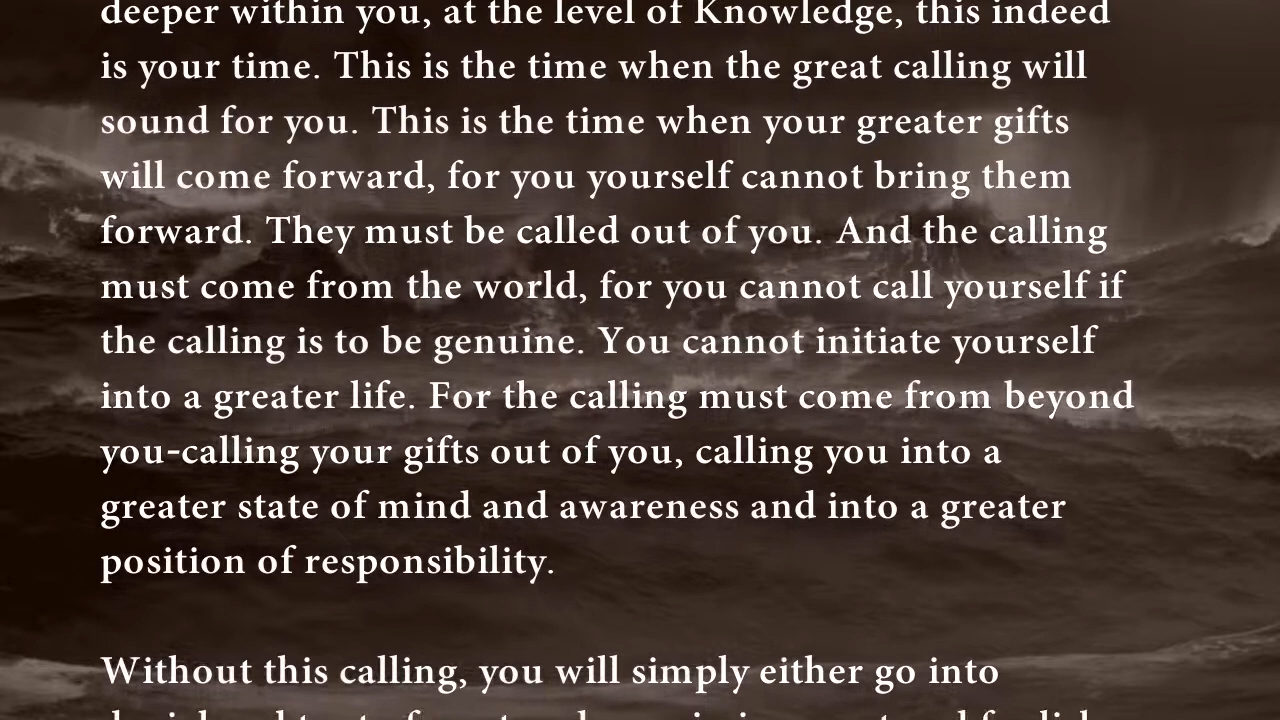 deeper within you, at the level of Knowledge, this indeed
is your time. This is the time when the great calling will
sound for you. This is the time when your greater gifts
will come forward, for you yourself cannot bring them
forward. They must be called out of you. And the calling
must come from the world, for you cannot call yourself if
the calling is to be genuine. You cannot initiate yourself
into a greater life. For the calling must come from beyond
you-calling your gifts out of you, calling you into a
greater state of mind and awareness and into a greater
position of responsibility.
Without this calling, you will simply either go into